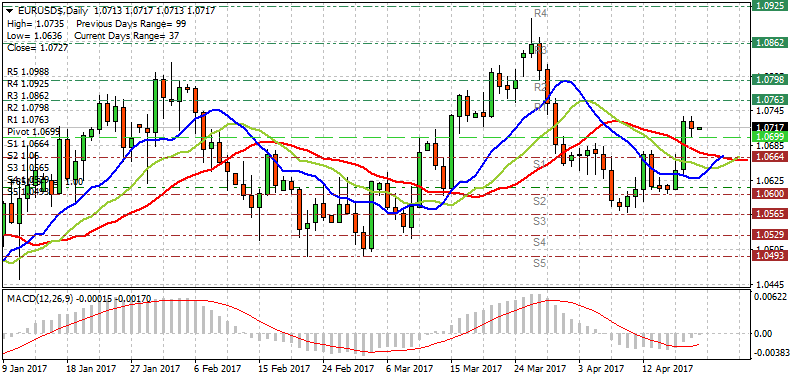 EURUSD$,Daily 1.0713 1.0717 1.0713 1.0717
High= 1.0735 Previous Days Range= 99
Low= 1.0636 Current Days Range= 37
Close= 1.0727
R5 1.0988
R4 1.0925
R3 1.0862
R2 1.0798
R1 1.0763
Pivot 1.0699
S1 1.0664
S2 1.06
S3 1.0565
R4
R2
S1
S2
S3
S4
S5
1.0925
1.0862
1.0798
1.0763
1.0717
1.0699
1.0685
1.0664
1.0625
1.0600
1.0565
1.0529
1.0493
1.0445
MACD(12,26,9) -0.00015 -0.00170
0.00622
0.00
-0.00383
9 Jan 2017
18 Jan 2017
27 Jan 2017
6 Feb 2017
15 Feb 2017
24 Feb 2017
6 Mar 2017
15 Mar 2017
24 Mar 2017
3 Apr 2017
12 Apr 2017